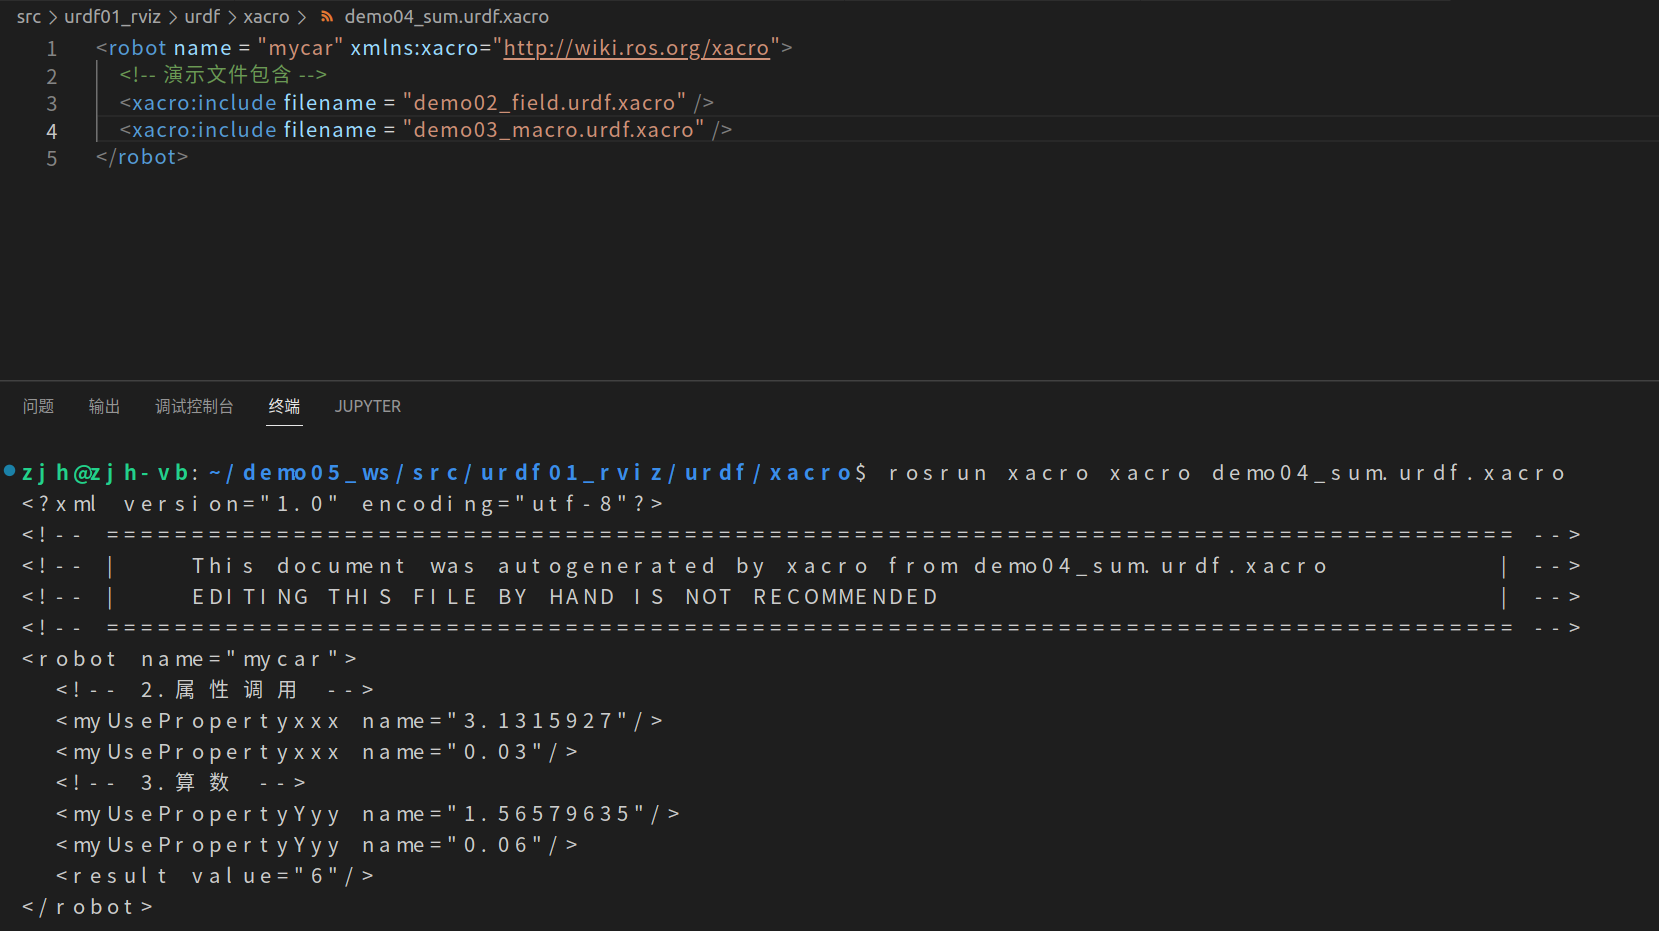 src > urdf01_rviz > urdf > xacro > demo04_sum.urdf.xacro
1 <robot name = "mycar" xmlns:xacro="http://wiki.ros.org/xacro">
2 <!-- 演示文件包含 -->
3 <xacro:include filename = "demo02_field.urdf.xacro" />
4 <xacro:include filename = "demo03_macro.urdf.xacro" />
5 </robot>
问题 输出 调试控制台 终端 JUPYTER
zjh@zjh-vb:~/demo05_ws/src/urdf01_rviz/urdf/xacro$ rosrun xacro xacro demo04_sum.urdf.xacro
<?xml version="1.0" encoding="utf-8"?>
<!-- =================================================================================== -->
<!-- |    This document was autogenerated by xacro from demo04_sum.urdf.xacro          | -->
<!-- |    EDITING THIS FILE BY HAND IS NOT RECOMMENDED                                 | -->
<!-- =================================================================================== -->
<robot name="mycar">
<!-- 2.属性调用 -->
<myUsePropertyxxx name="3.1315927"/>
<myUsePropertyxxx name="0.03"/>
<!-- 3.算数 -->
<myUsePropertyYyy name="1.56579635"/>
<myUsePropertyYyy name="0.06"/>
<result value="6"/>
</robot>